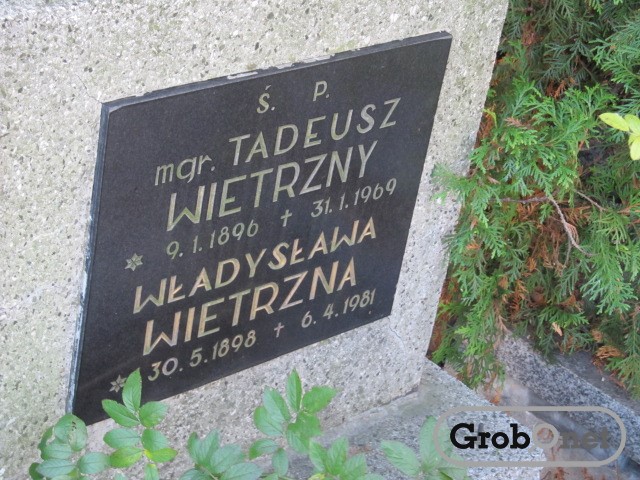 Ś. P.
mgr. TADEUSZ
WIETRZNY
* 9.1.1896 † 31.1.1969
WŁADYSŁAWA
WIETRZNA
* 30.5.1898 † 6.4.1981
GrobOnet